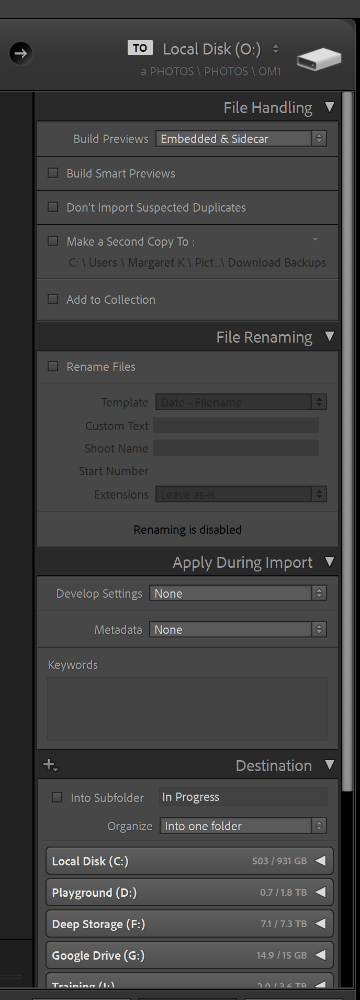 TO Local Disk (O:)
a PHOTOS \ PHOTOS \ OM1
File Handling
Build Previews Embedded & Sidecar
Build Smart Previews
Don't Import Suspected Duplicates
Make a Second Copy To :
C: \ Users \ Margaret K \ Pict...\ Download Backups
Add to Collection
File Renaming
Rename Files
Template Date - Filename
Custom Text
Shoot Name
Start Number
Extensions Leave as-is
Renaming is disabled
Apply During Import
Develop Settings None
Metadata None
Keywords
Destination
Into Subfolder In Progress
Organize Into one folder
Local Disk (C:) 503 / 931 GB
Playground (D:) 0.7 / 1.8 TB
Deep Storage (F:) 7.1 / 7.3 TB
Google Drive (G:) 14.9 / 15 GB
Training 2.0 / 3.6 TB